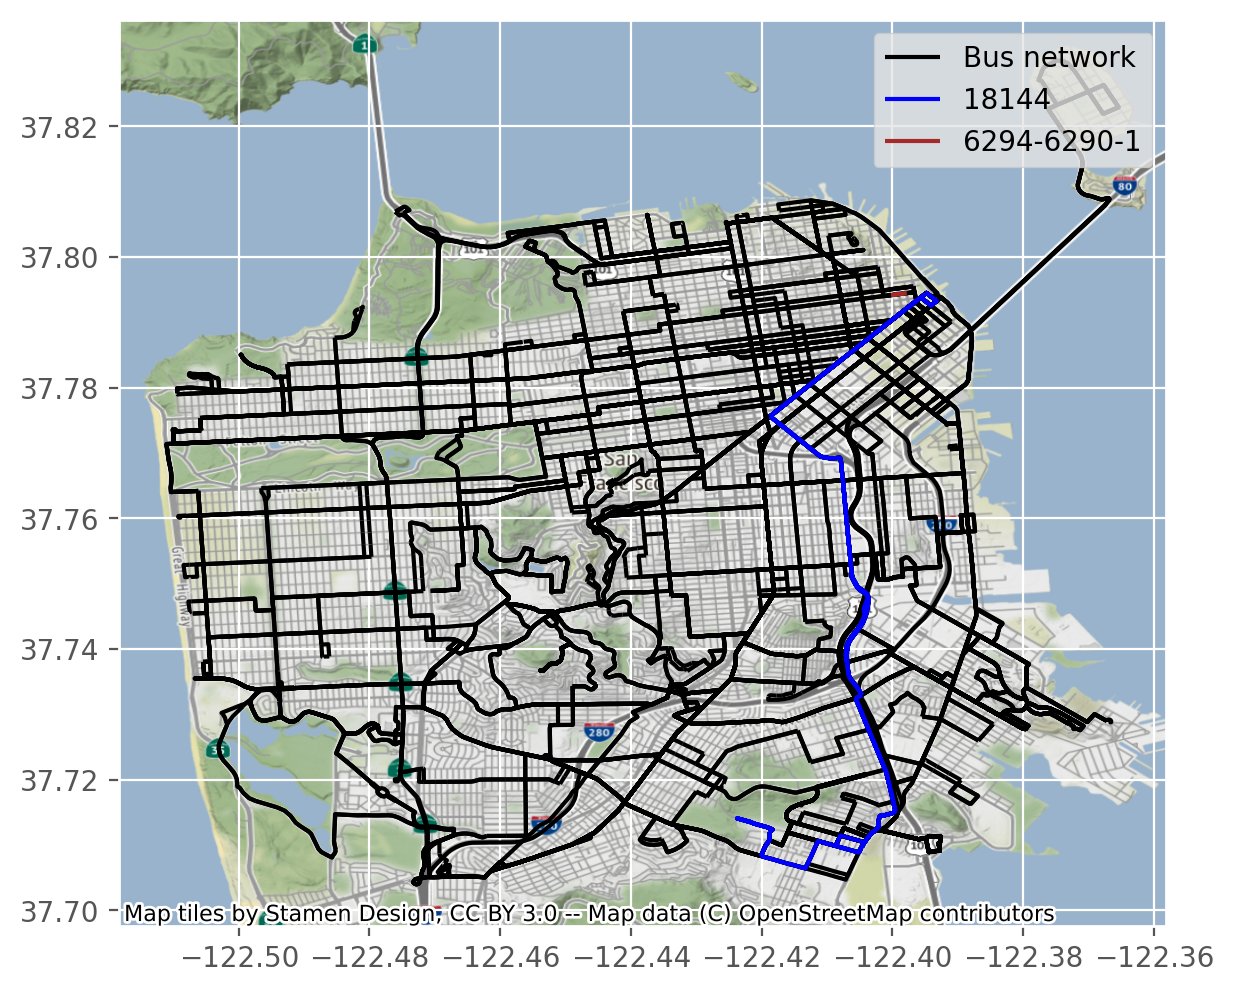 Bus network
18144
6294-6290-1
37.82
37.80
37.78
37.76
37.74
37.72
37.70
1
80
101
San
Great Highway
280
Map tiles by Stamen Design, CC BY 3.0 -- Map data (C) OpenStreetMap contributors
−122.50 −122.48 −122.46 −122.44 −122.42 −122.40 −122.38 −122.36